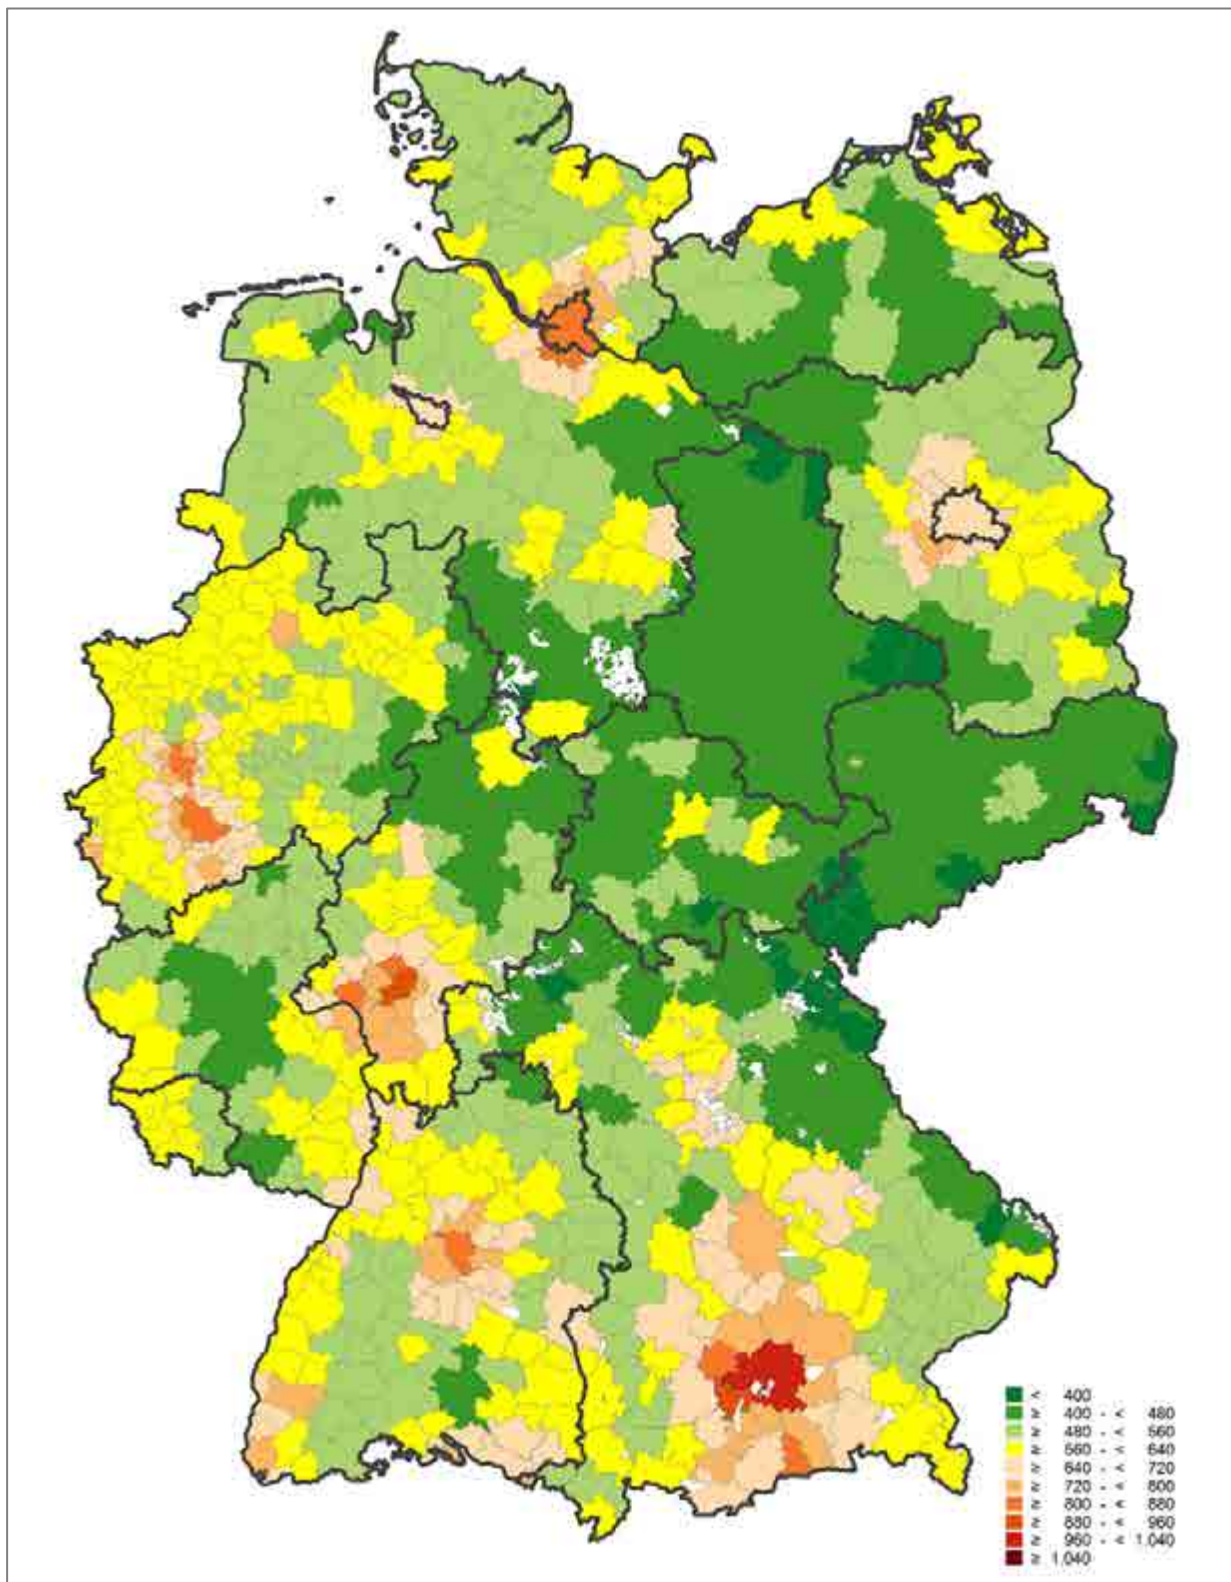 < 400
≥ 400 - < 480
≥ 480 - < 560
≥ 560 - < 640
≥ 640 - < 720
≥ 720 - < 800
≥ 800 - < 880
≥ 880 - < 960
≥ 960 - < 1.040
≥ 1.040